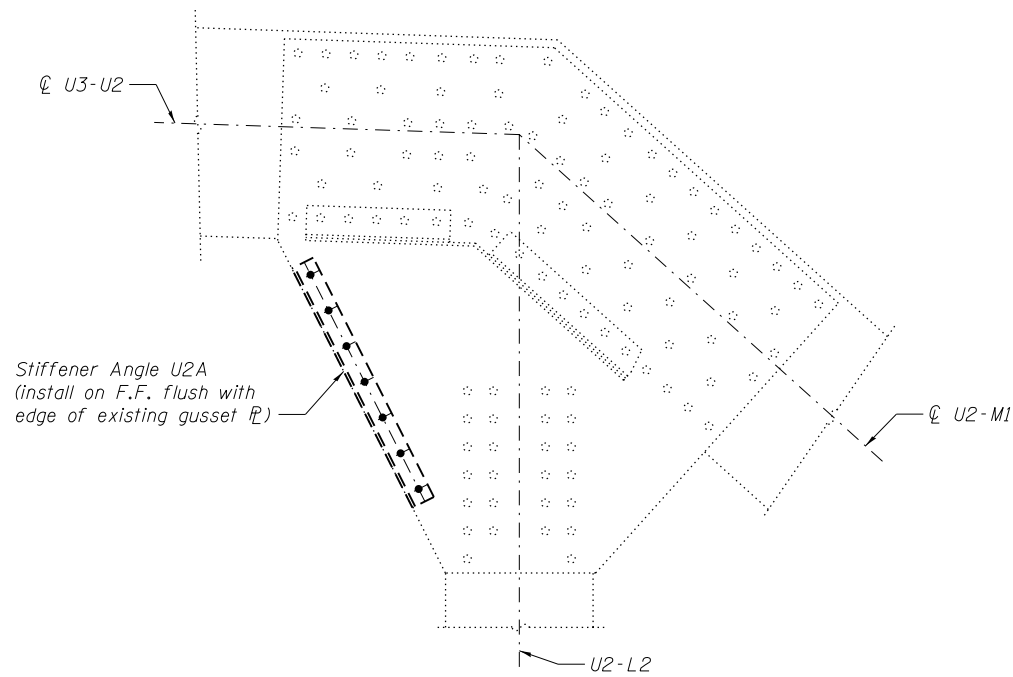 ℄ U3-U2
Stiffener Angle U2A
(install on F.F. flush with
edge of existing gusset ⅊)
℄ U2-M1
U2-L2